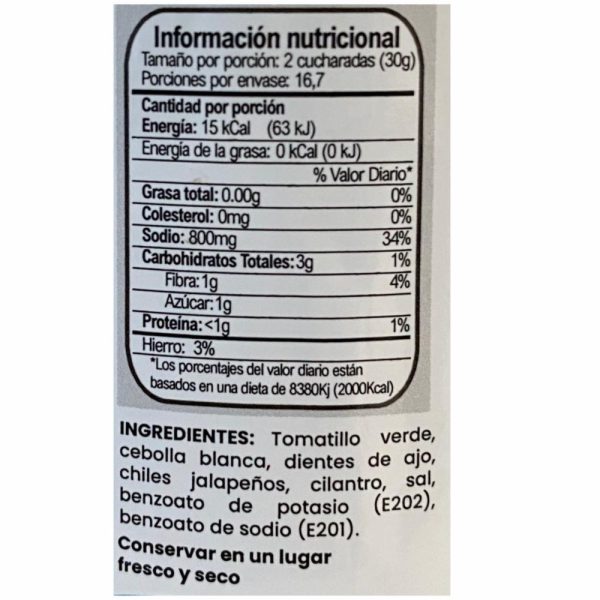 Información nutricional
Tamaño por porción: 2 cucharadas (30g)
Porciones por envase: 16,7
Cantidad por porción
Energía: 15 kCal (63 kJ)
Energía de la grasa: 0 kCal (0 kJ)
% Valor Diario*
Grasa total: 0.00g 0%
Colesterol: 0mg 0%
Sodio: 800mg 34%
Carbohidratos Totales: 3g 1%
Fibra: 1g 4%
Azúcar: 1g
Proteína: <1g 1%
Hierro: 3%
*Los porcentajes del valor diario están
basados en una dieta de 8380Kj (2000Kcal)
INGREDIENTES: Tomatillo verde,
cebolla blanca, dientes de ajo,
chiles jalapeños, cilantro, sal,
benzoato de potasio (E202),
benzoato de sodio (E201).
Conservar en un lugar
fresco y seco